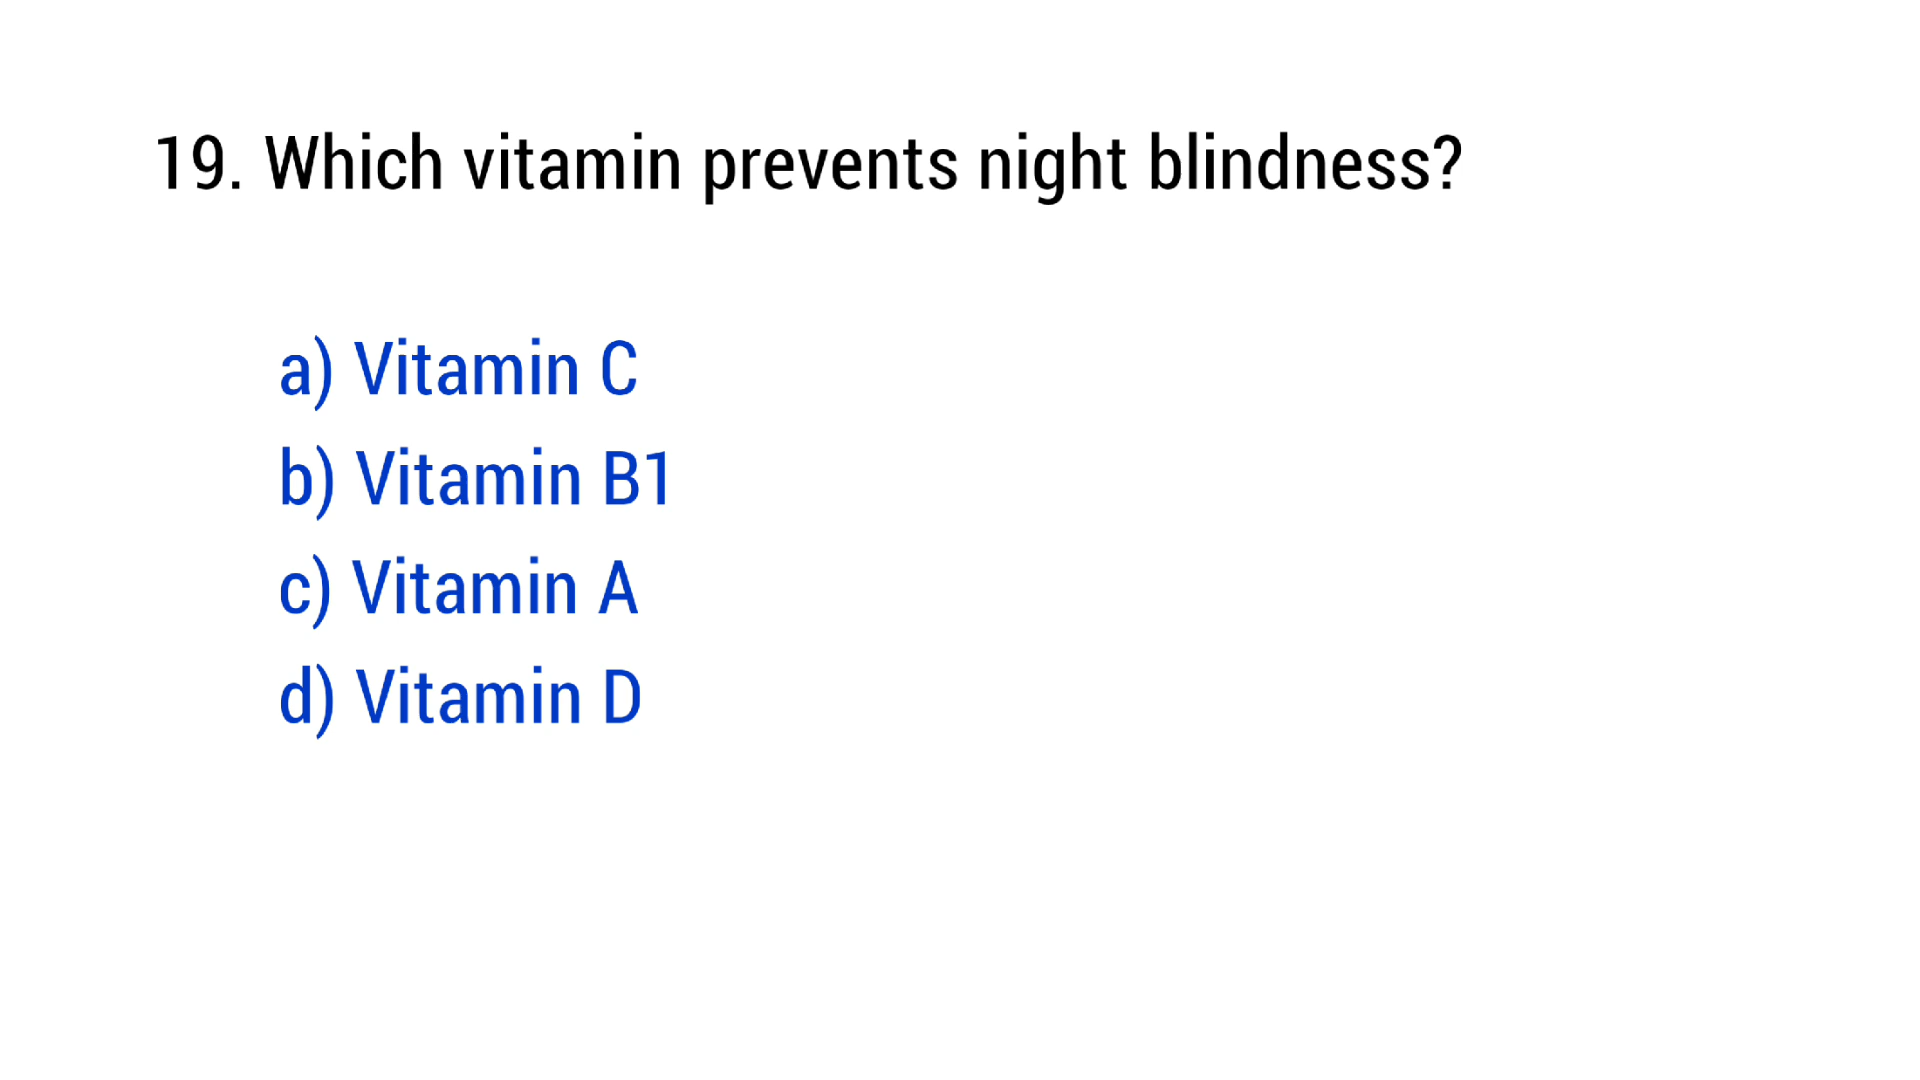 19. Which vitamin prevents night blindness?
a) Vitamin C
b) Vitamin B1
c) Vitamin A
d) Vitamin D